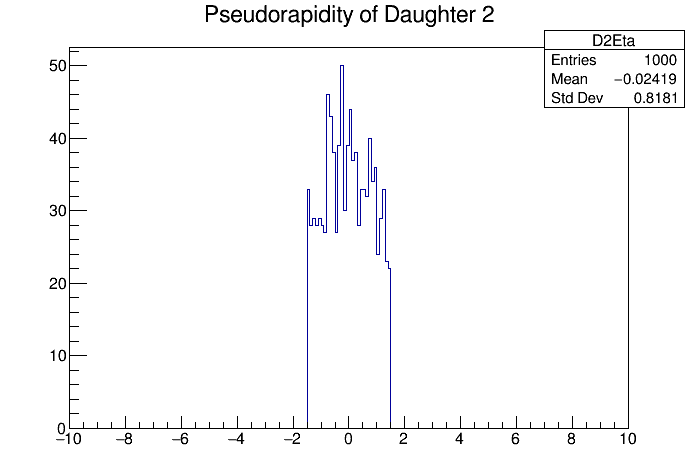 Pseudorapidity of Daughter 2
D2Eta
Entries 1000
Mean −0.02419
Std Dev 0.8181
50
40
30
20
10
0
−10 −8 −6 −4 −2 0 2 4 6 8 10